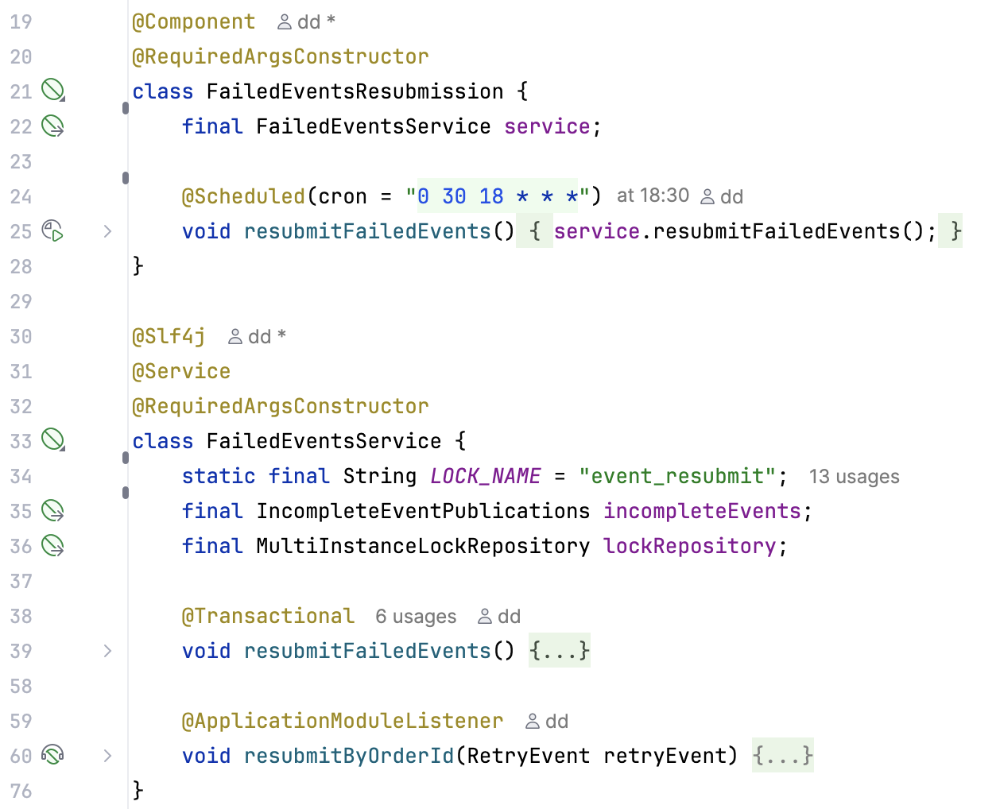 19 @Component dd *
20 @RequiredArgsConstructor
21 class FailedEventsResubmission {
22 final FailedEventsService service;
23
24 @Scheduled(cron = "0 30 18 * * *") at 18:30 dd
25 void resubmitFailedEvents() { service.resubmitFailedEvents(); }
28 }
29
30 @Slf4j dd *
31 @Service
32 @RequiredArgsConstructor
33 class FailedEventsService {
34 static final String LOCK_NAME = "event_resubmit"; 13 usages
35 final IncompleteEventPublications incompleteEvents;
36 final MultiInstanceLockRepository lockRepository;
37
38 @Transactional 6 usages dd
39 void resubmitFailedEvents() {...}
58
59 @ApplicationModuleListener dd
60 void resubmitByOrderId(RetryEvent retryEvent) {...}
76 }